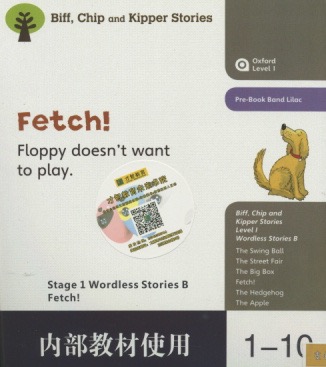 Biff, Chip and Kipper Stories
Oxford
Level 1
Pre-Book Band Lilac
Fetch!
Floppy doesn't want
to play.
Biff, Chip and
Kipper Stories
Level 1
Wordless Stories B
The Swing Ball
The Street Fair
The Big Box
Fetch!
The Hedgehog
The Apple
Stage 1 Wordless Stories B
Fetch!
内部教材使用
1-10